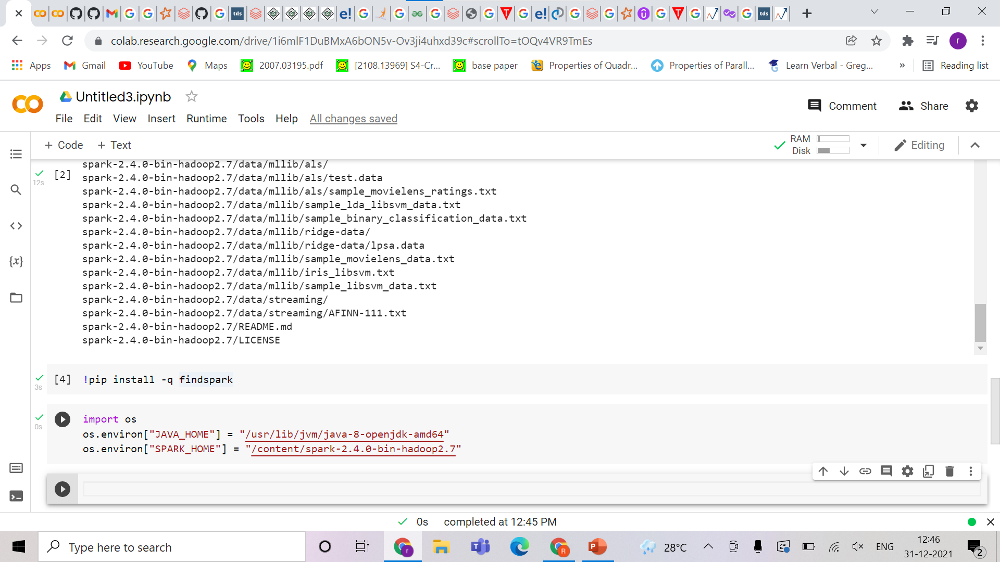 colab.research.google.com/drive/1i6mlF1DuBMxA6bON5v-Ov3ji4uhxd39c#scrollTo=tOQv4VR9TmEs
r
Apps
Gmail
YouTube
Maps
2007.03195.pdf
[2108.13969] S4-Cr...
base paper
Properties of Quadr...
Properties of Parall...
Learn Verbal - Greg...
»
Reading list
Untitled3.ipynb
Comment
Share
File Edit View Insert Runtime Tools Help All changes saved
+ Code + Text
RAM
Disk
Editing
spark-2.4.0-bin-hadoop2.7/data/mllib/als/
[2]
12s
spark-2.4.0-bin-hadoop2.7/data/mllib/als/test.data
spark-2.4.0-bin-hadoop2.7/data/mllib/als/sample_movielens_ratings.txt
spark-2.4.0-bin-hadoop2.7/data/mllib/sample_lda_libsvm_data.txt
spark-2.4.0-bin-hadoop2.7/data/mllib/sample_binary_classification_data.txt
spark-2.4.0-bin-hadoop2.7/data/mllib/ridge-data/
spark-2.4.0-bin-hadoop2.7/data/mllib/ridge-data/lpsa.data
spark-2.4.0-bin-hadoop2.7/data/mllib/sample_movielens_data.txt
spark-2.4.0-bin-hadoop2.7/data/mllib/iris_libsvm.txt
spark-2.4.0-bin-hadoop2.7/data/mllib/sample_libsvm_data.txt
spark-2.4.0-bin-hadoop2.7/data/streaming/
spark-2.4.0-bin-hadoop2.7/data/streaming/AFINN-111.txt
spark-2.4.0-bin-hadoop2.7/README.md
spark-2.4.0-bin-hadoop2.7/LICENSE
[4] !pip install -q findspark
3s
import os
0s
os.environ["JAVA_HOME"] = "/usr/lib/jvm/java-8-openjdk-amd64"
os.environ["SPARK_HOME"] = "/content/spark-2.4.0-bin-hadoop2.7"
0s completed at 12:45 PM
Type here to search
28°C
ENG
12:46
31-12-2021
2